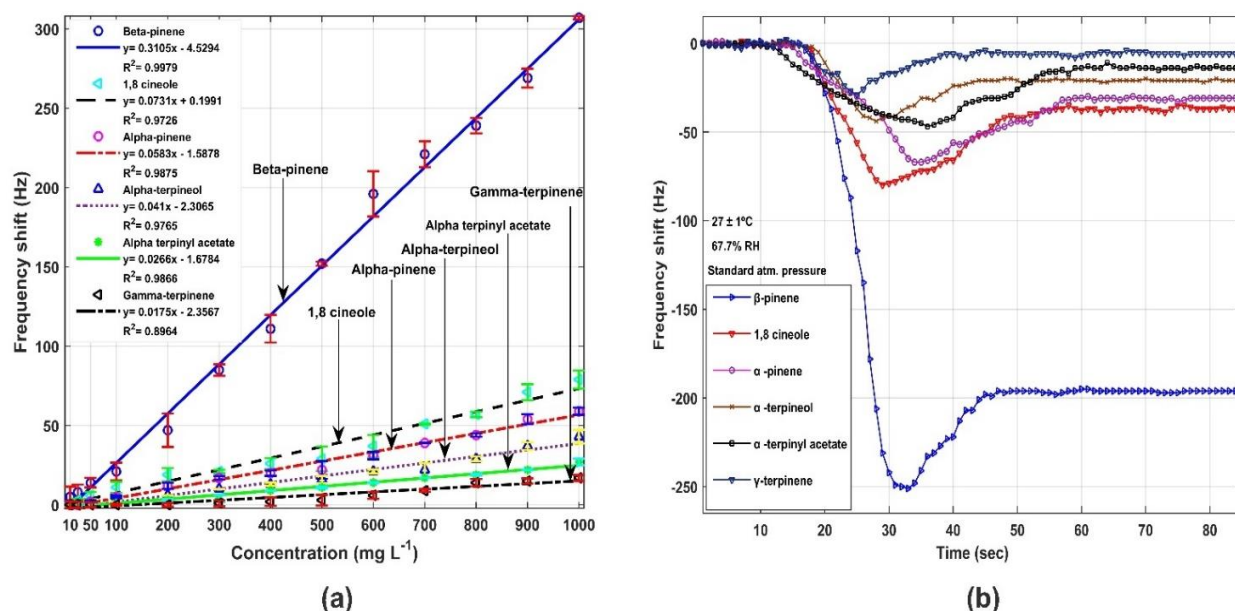 (a)
Frequency shift (Hz)
300
250
200
150
100
50
0
Beta-pinene
y= 0.3105x - 4.5294
R2= 0.9979
1,8 cineole
y= 0.0731x + 0.1991
R2= 0.9726
Alpha-pinene
y= 0.0583x - 1.5878
R2= 0.9875
Alpha-terpineol
y= 0.041x - 2.3065
R2= 0.9765
Alpha terpinyl acetate
y= 0.0266x - 1.6784
R2= 0.9866
Gamma-terpinene
y= 0.0175x - 2.3567
R2= 0.8964
Beta-pinene
Gamma-terpinene
Alpha terpinyl acetate
Alpha-terpineol
Alpha-pinene
1,8 cineole
10 50 100 200 300 400 500 600 700 800 900 1000
Concentration (mg L-1)
(a)
(b)
Frequency shift (Hz)
0
-50
-100
-150
-200
-250
27 ± 1ºC
67.7% RH
Standard atm. pressure
β-pinene
1,8 cineole
α -pinene
α -terpineol
α -terpinyl acetate
γ-terpinene
10 20 30 40 50 60 70 80
Time (sec)
(b)